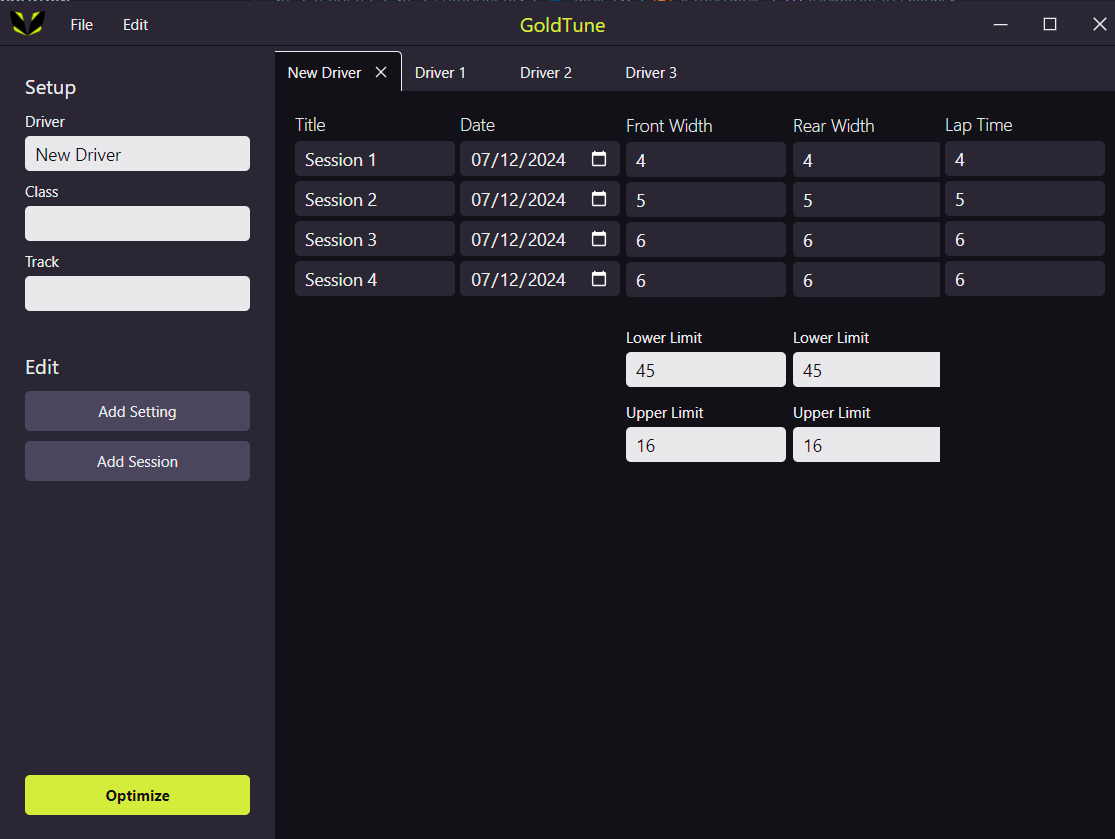 File Edit GoldTune
New Driver Driver 1 Driver 2 Driver 3
Setup
Driver
New Driver
Class
Track
Edit
Add Setting
Add Session
Optimize
Title Date Front Width Rear Width Lap Time
Session 1 07/12/2024 4 4 4
Session 2 07/12/2024 5 5 5
Session 3 07/12/2024 6 6 6
Session 4 07/12/2024 6 6 6
Lower Limit Lower Limit
45 45
Upper Limit Upper Limit
16 16